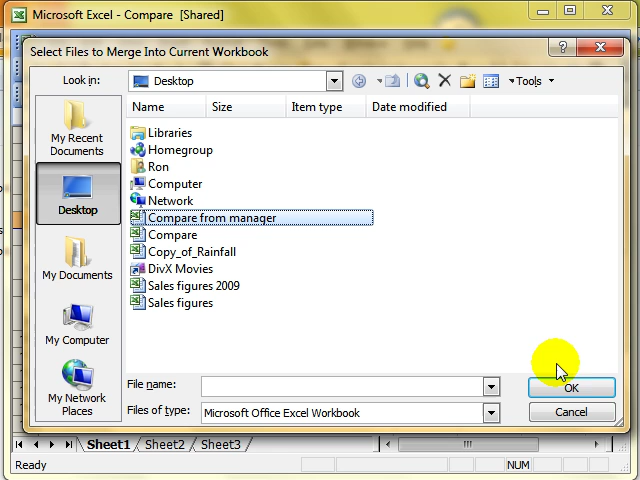 Microsoft Excel - Compare [Shared]
Select Files to Merge Into Current Workbook
Look in:
Desktop
Tools
My Recent Documents
Desktop
My Documents
My Computer
My Network Places
Name Size Item type Date modified
Libraries
Homegroup
Ron
Computer
Network
Compare from manager
Compare
Copy_of_Rainfall
DivX Movies
Sales figures 2009
Sales figures
File name:
OK
Files of type: Microsoft Office Excel Workbook
Cancel
Sheet1 Sheet2 Sheet3
Ready
NUM